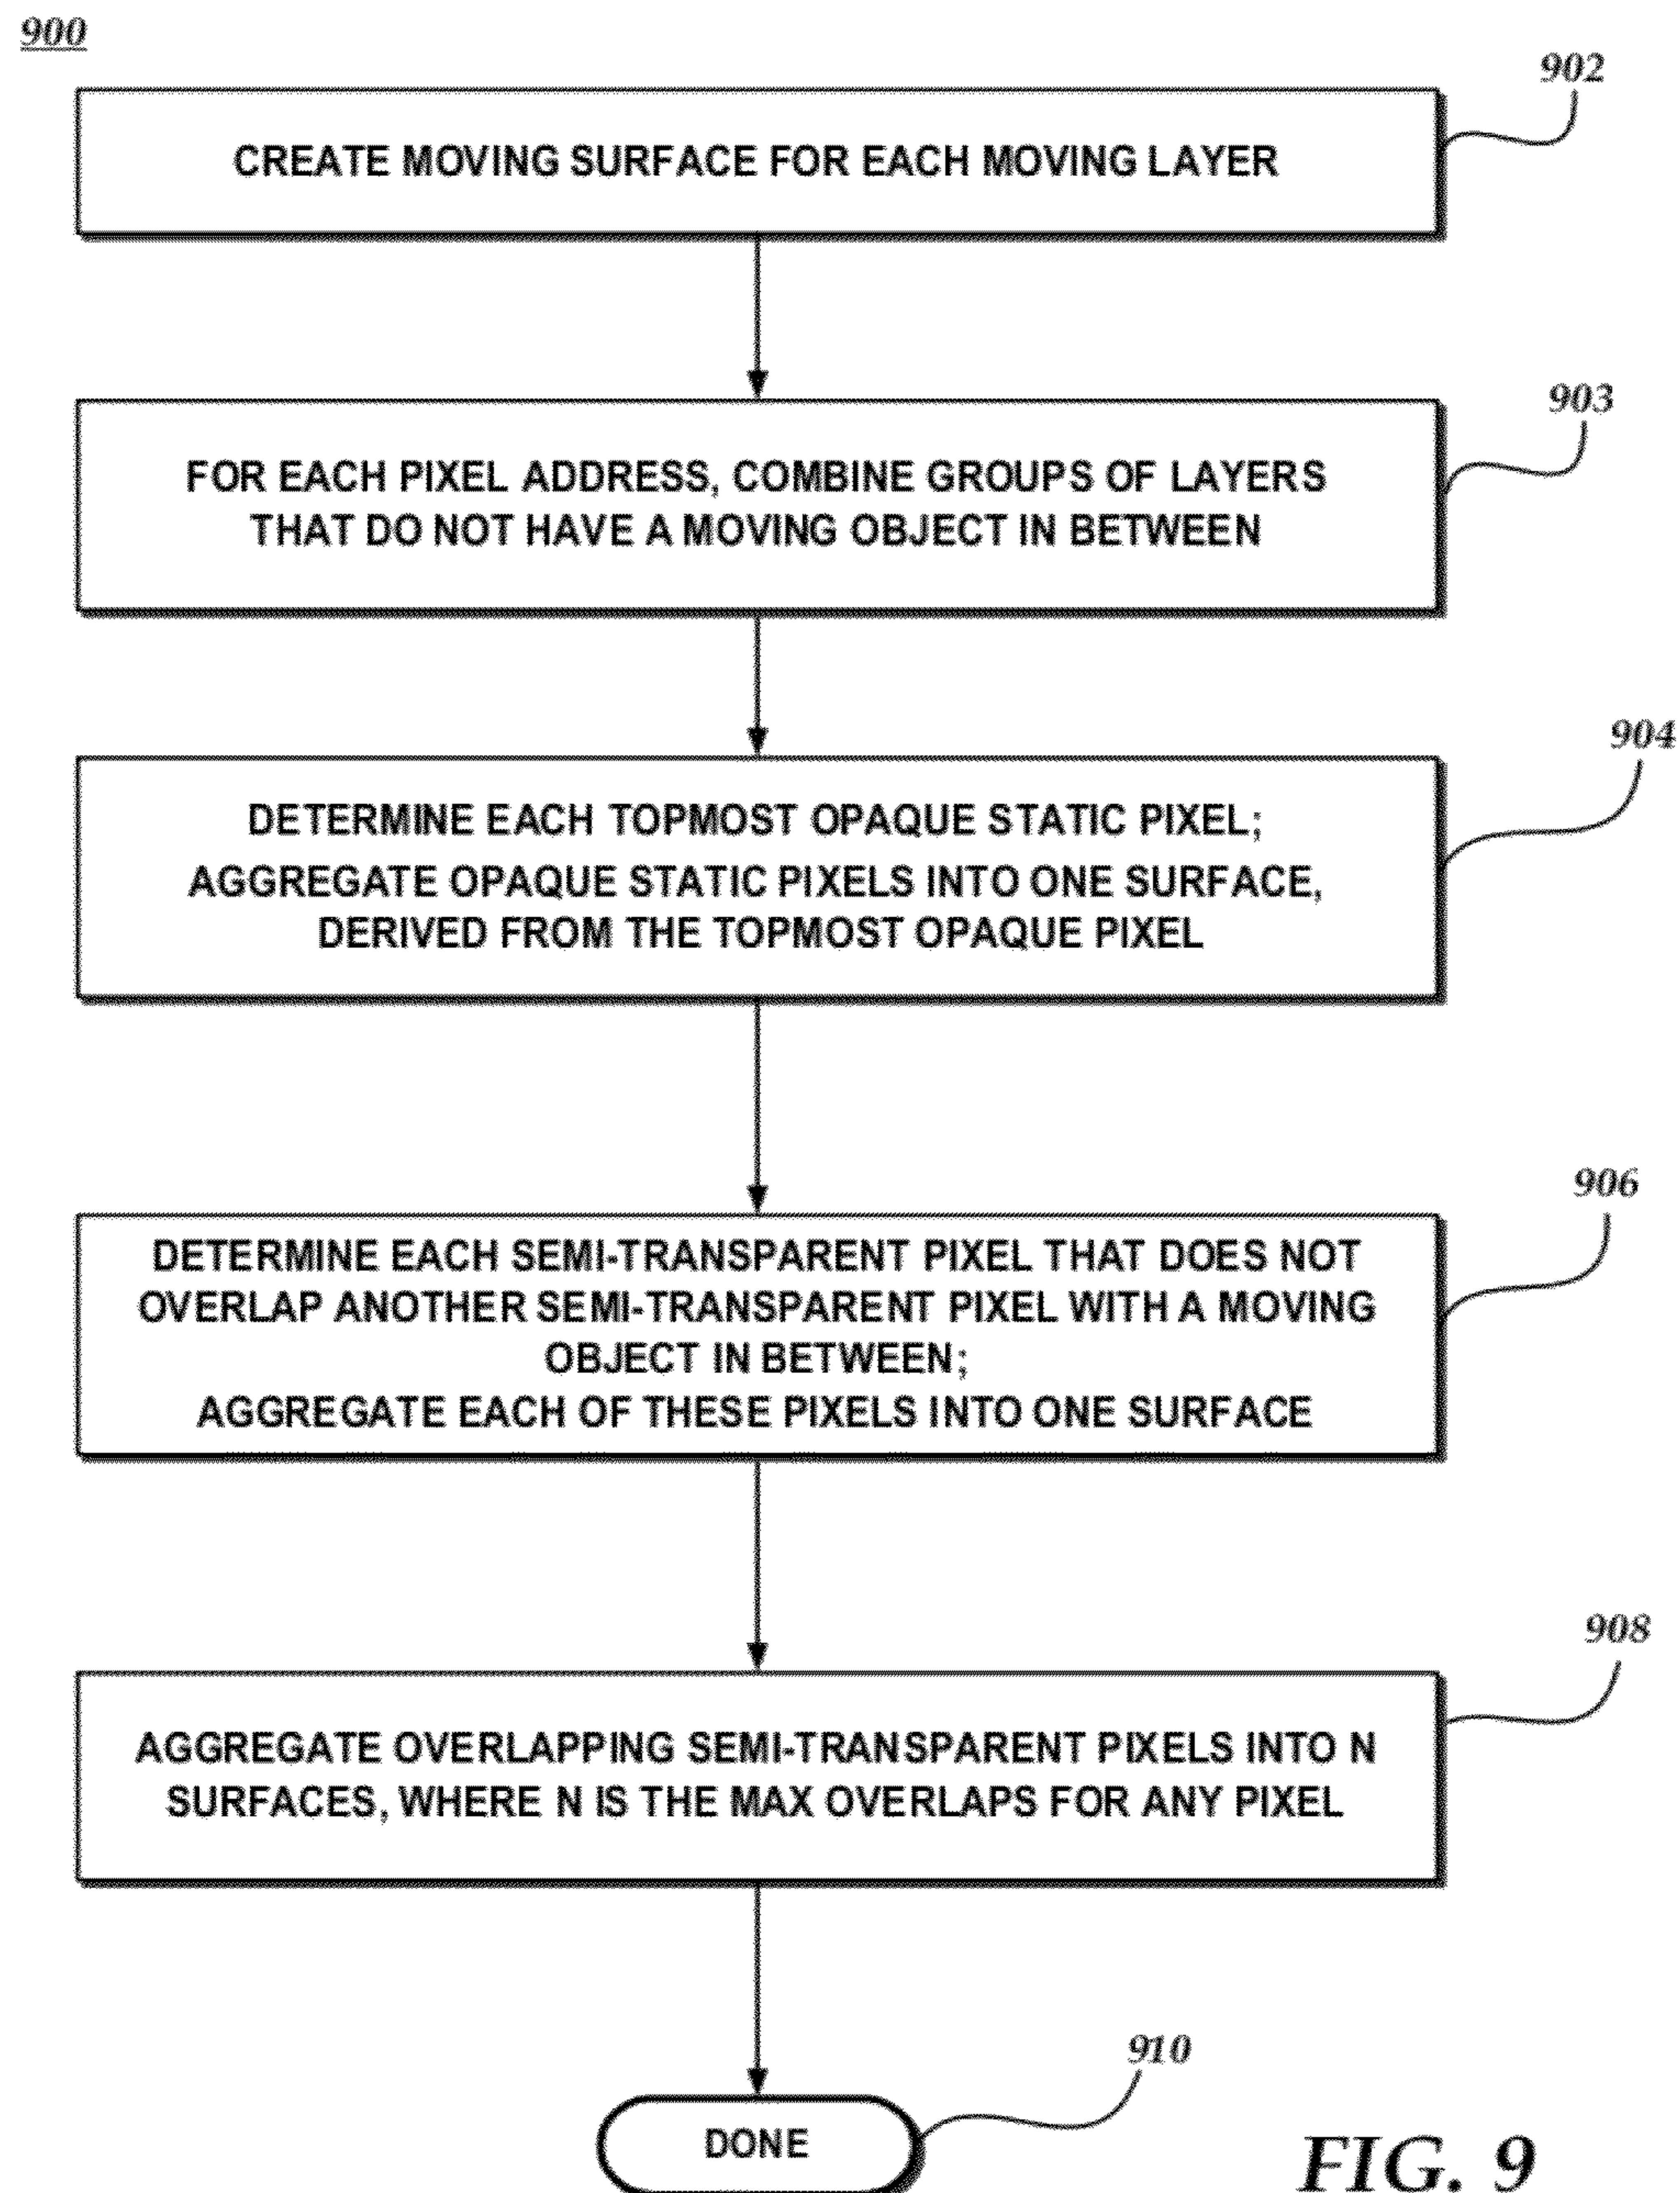 900
902
CREATE MOVING SURFACE FOR EACH MOVING LAYER
903
FOR EACH PIXEL ADDRESS, COMBINE GROUPS OF LAYERS
THAT DO NOT HAVE A MOVING OBJECT IN BETWEEN
904
DETERMINE EACH TOPMOST OPAQUE STATIC PIXEL;
AGGREGATE OPAQUE STATIC PIXELS INTO ONE SURFACE,
DERIVED FROM THE TOPMOST OPAQUE PIXEL
906
DETERMINE EACH SEMI-TRANSPARENT PIXEL THAT DOES NOT
OVERLAP ANOTHER SEMI-TRANSPARENT PIXEL WITH A MOVING
OBJECT IN BETWEEN;
AGGREGATE EACH OF THESE PIXELS INTO ONE SURFACE
908
AGGREGATE OVERLAPPING SEMI-TRANSPARENT PIXELS INTO N
SURFACES, WHERE N IS THE MAX OVERLAPS FOR ANY PIXEL
910
DONE
FIG. 9